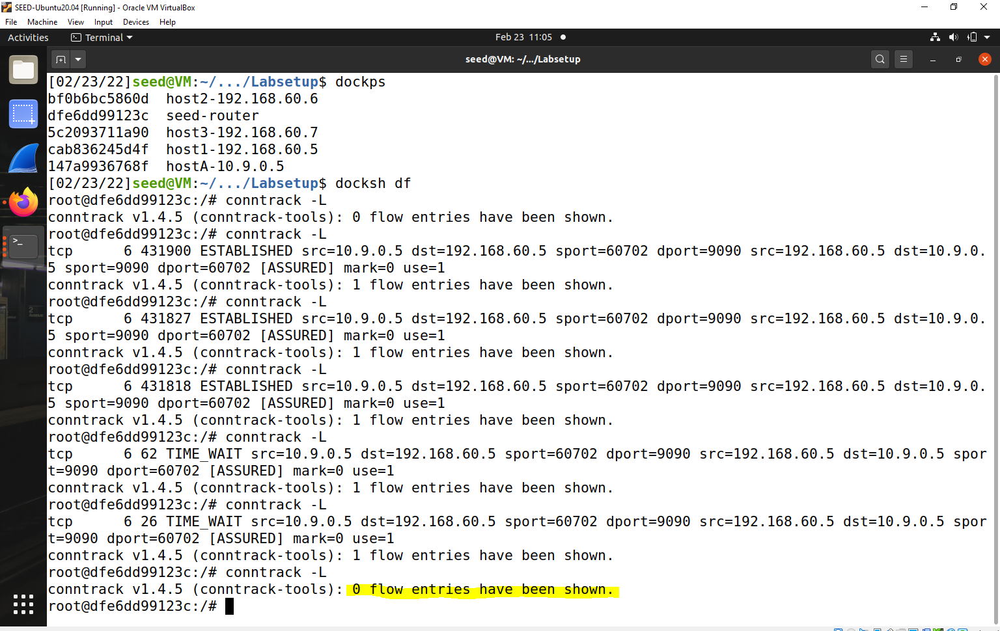 SEED-Ubuntu20.04 [Running] - Oracle VM VirtualBox
File Machine View Input Devices Help
Activities Terminal Feb 23 11:05
seed@VM: ~/.../Labsetup
[02/23/22]seed@VM:~/.../Labsetup$ dockps
bf0b6bc5860d  host2-192.168.60.6
dfe6dd99123c  seed-router
5c2093711a90  host3-192.168.60.7
cab836245d4f  host1-192.168.60.5
147a9936768f  hostA-10.9.0.5
[02/23/22]seed@VM:~/.../Labsetup$ docksh df
root@dfe6dd99123c:/# conntrack -L
conntrack v1.4.5 (conntrack-tools): 0 flow entries have been shown.
root@dfe6dd99123c:/# conntrack -L
tcp      6 431900 ESTABLISHED src=10.9.0.5 dst=192.168.60.5 sport=60702 dport=9090 src=192.168.60.5 dst=10.9.0.
5 sport=9090 dport=60702 [ASSURED] mark=0 use=1
conntrack v1.4.5 (conntrack-tools): 1 flow entries have been shown.
root@dfe6dd99123c:/# conntrack -L
tcp      6 431827 ESTABLISHED src=10.9.0.5 dst=192.168.60.5 sport=60702 dport=9090 src=192.168.60.5 dst=10.9.0.
5 sport=9090 dport=60702 [ASSURED] mark=0 use=1
conntrack v1.4.5 (conntrack-tools): 1 flow entries have been shown.
root@dfe6dd99123c:/# conntrack -L
tcp      6 431818 ESTABLISHED src=10.9.0.5 dst=192.168.60.5 sport=60702 dport=9090 src=192.168.60.5 dst=10.9.0.
5 sport=9090 dport=60702 [ASSURED] mark=0 use=1
conntrack v1.4.5 (conntrack-tools): 1 flow entries have been shown.
root@dfe6dd99123c:/# conntrack -L
tcp      6 62 TIME_WAIT src=10.9.0.5 dst=192.168.60.5 sport=60702 dport=9090 src=192.168.60.5 dst=10.9.0.5 spor
t=9090 dport=60702 [ASSURED] mark=0 use=1
conntrack v1.4.5 (conntrack-tools): 1 flow entries have been shown.
root@dfe6dd99123c:/# conntrack -L
tcp      6 26 TIME_WAIT src=10.9.0.5 dst=192.168.60.5 sport=60702 dport=9090 src=192.168.60.5 dst=10.9.0.5 spor
t=9090 dport=60702 [ASSURED] mark=0 use=1
conntrack v1.4.5 (conntrack-tools): 1 flow entries have been shown.
root@dfe6dd99123c:/# conntrack -L
conntrack v1.4.5 (conntrack-tools): 0 flow entries have been shown.
root@dfe6dd99123c:/#